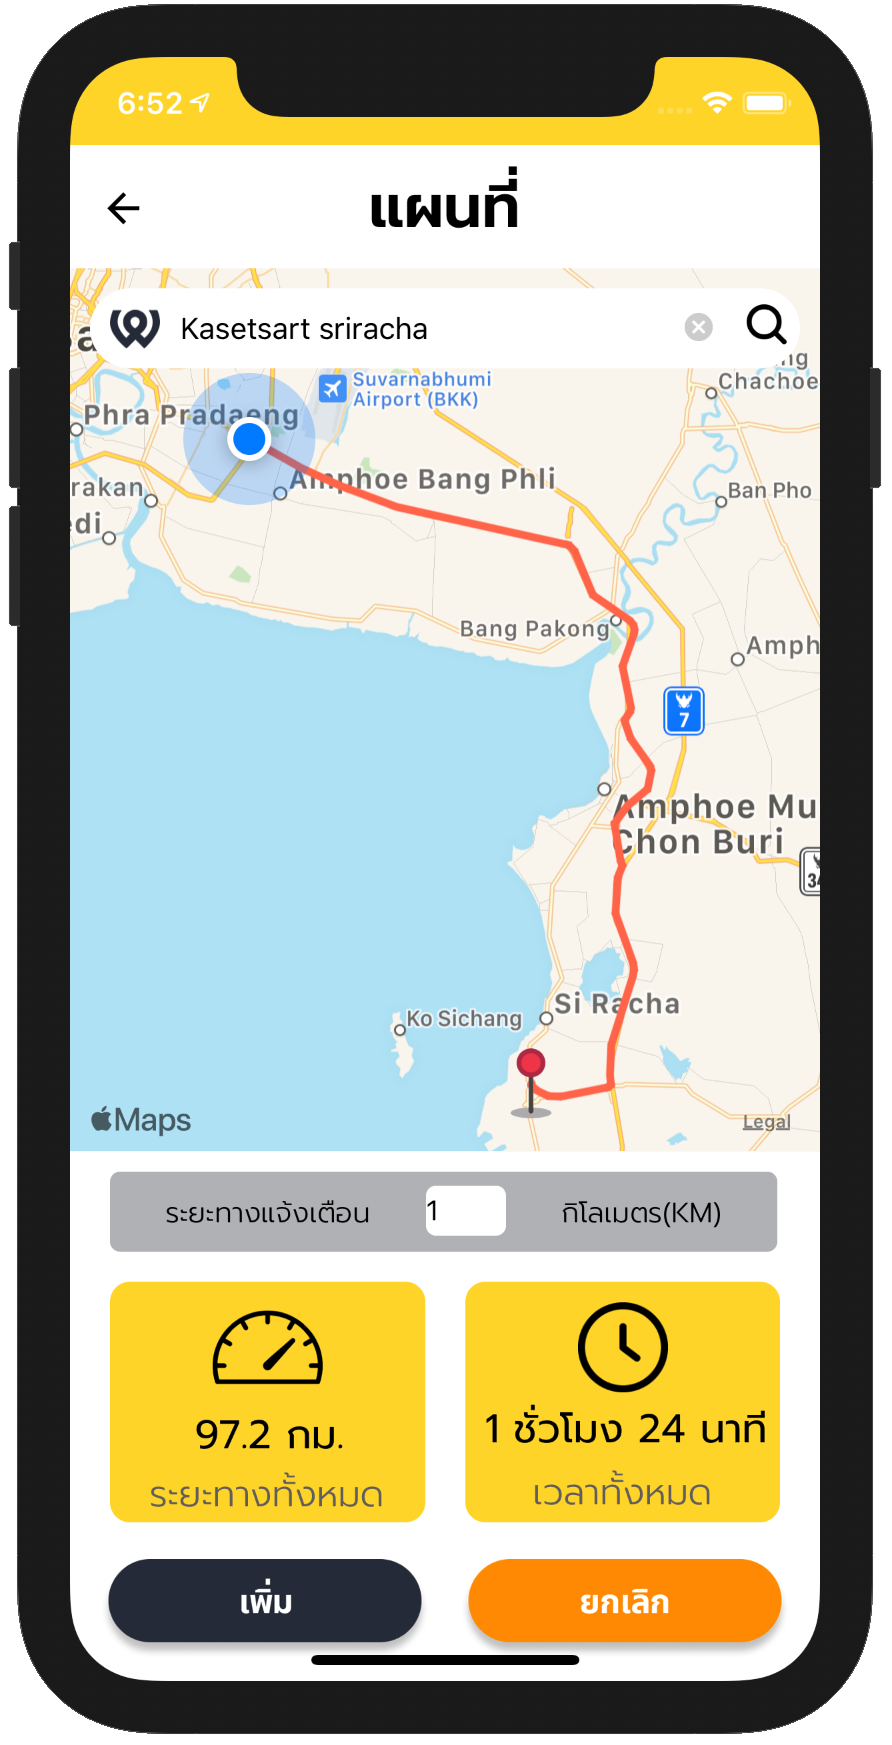 6:52
แผนที่
Kasetsart sriracha
Suvarnabhumi
Airport (BKK)
Chachoe
Phra Pradaeng
Amphoe Bang Phli
rakan
Ban Pho
edi
Bang Pakong
Amph
7
Amphoe Mu
Chon Buri
34
Si Racha
Ko Sichang
Maps
Legal
ระยะทางแจ้งเตือน 1 กิโลเมตร(KM)
97.2 กม.
ระยะทางทั้งหมด
1 ชั่วโมง 24 นาที
เวลาทั้งหมด
เพิ่ม
ยกเลิก